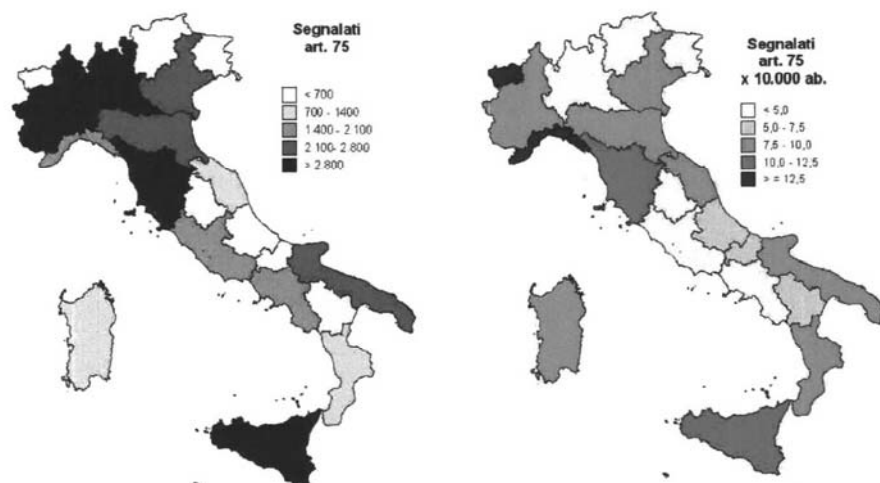 Segnalati
art. 75
< 700
700 - 1400
1.400 - 2.100
2.100 - 2.800
> 2.800
Segnalati
art. 75
x 10.000 ab.
< 5,0
5,0 - 7,5
7,5 - 10,0
10,0 - 12,5
> = 12,5